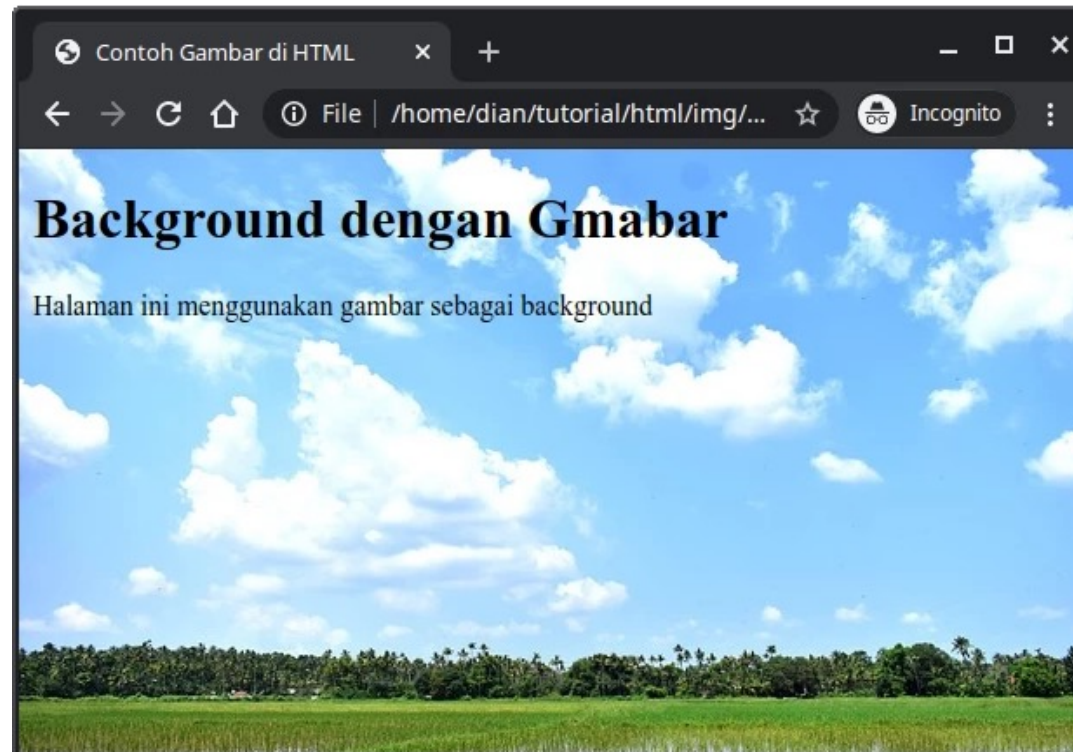 Contoh Gambar di HTML
File /home/dian/tutorial/html/img/...
Incognito
Background dengan Gmabar
Halaman ini menggunakan gambar sebagai background